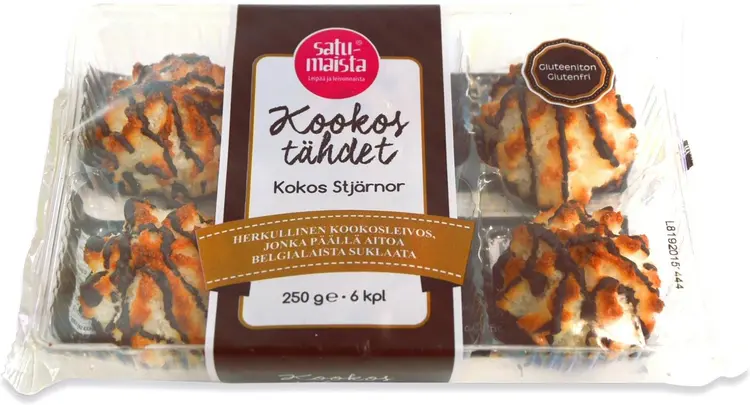 satu-
maista
Leipää ja leivonnaista
Kookos
tähdet
Kokos Stjärnor
HERKULLINEN KOOKOSLEIVOS,
JONKA PÄÄLLÄ AITOA
BELGIALAISTA SUKLAATA
250 g e • 6 kpl
Kookos
Gluteeniton
Glutenfri
L8192015:444